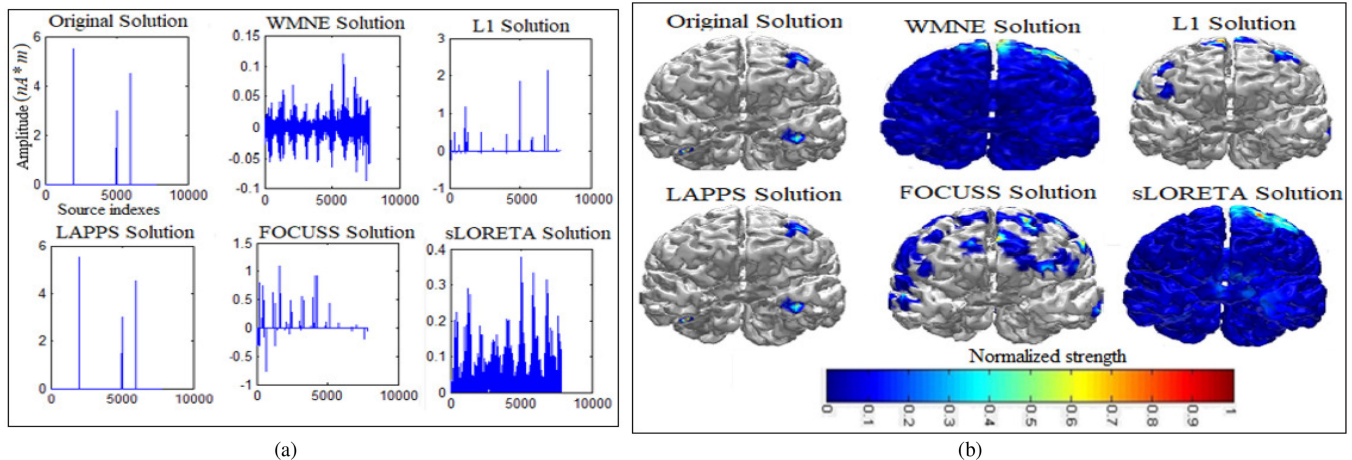 Original Solution
WMNE Solution
L1 Solution
Amplitude (nA* m)
6
4
2
0
0 5000 10000
Source indexes
0.15
0.1
0.05
0
-0.05
-0.1
0 5000 10000
3
2
1
0
-1
0 5000 10000
LAPPS Solution
FOCUSS Solution
sLORETA Solution
6
4
2
0
0 5000 10000
1.5
1
0.5
0
-0.5
-1
0 5000 10000
0.4
0.3
0.2
0.1
0
0 5000 10000
(a)
Original Solution
WMNE Solution
L1 Solution
LAPPS Solution
FOCUSS Solution
sLORETA Solution
Normalized strength
0 0.1 0.2 0.3 0.4 0.5 0.6 0.7 0.8 0.9 1
(b)